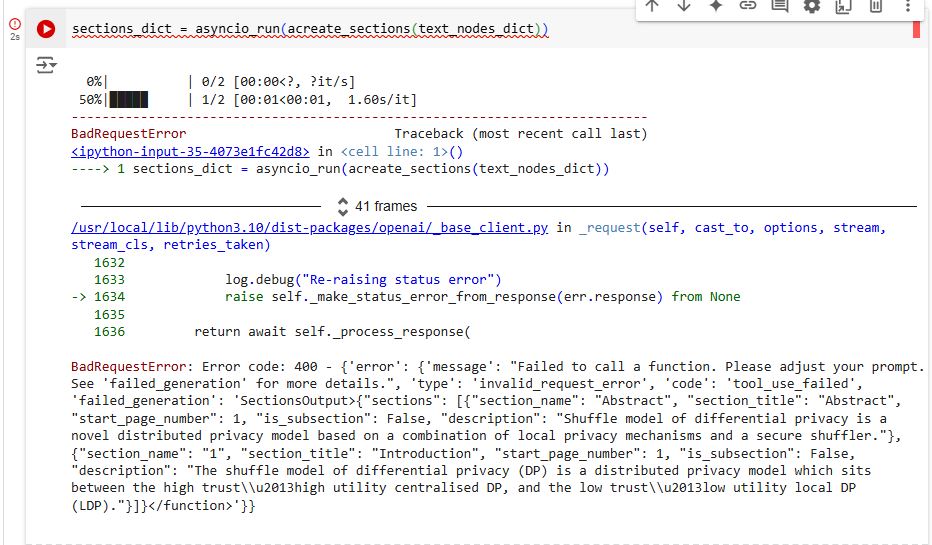 2s
sections_dict = asyncio_run(acreate_sections(text_nodes_dict))
0%| | 0/2 [00:00<?, ?it/s]
50%|█████ | 1/2 [00:01<00:01, 1.60s/it]
---------------------------------------------------------------------------
BadRequestError Traceback (most recent call last)
<ipython-input-35-4073e1fc42d8> in <cell line: 1>()
----> 1 sections_dict = asyncio_run(acreate_sections(text_nodes_dict))
41 frames
/usr/local/lib/python3.10/dist-packages/openai/_base_client.py in _request(self, cast_to, options, stream,
stream_cls, retries_taken)
1632
1633 log.debug("Re-raising status error")
-> 1634 raise self._make_status_error_from_response(err.response) from None
1635
1636 return await self._process_response(
BadRequestError: Error code: 400 - {'error': {'message': "Failed to call a function. Please adjust your prompt.
See 'failed_generation' for more details.", 'type': 'invalid_request_error', 'code': 'tool_use_failed',
'failed_generation': 'SectionsOutput>{"sections": [{"section_name": "Abstract", "section_title": "Abstract",
"start_page_number": 1, "is_subsection": False, "description": "Shuffle model of differential privacy is a
novel distributed privacy model based on a combination of local privacy mechanisms and a secure shuffler."},
{"section_name": "1", "section_title": "Introduction", "start_page_number": 1, "is_subsection": False,
"description": "The shuffle model of differential privacy (DP) is a distributed privacy model which sits
between the high trust\\u2013high utility centralised DP, and the low trust\\u2013low utility local DP
(LDP)."}]}</function>'}}